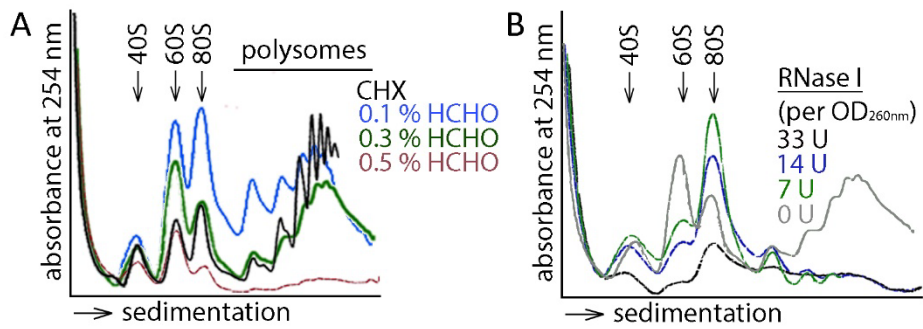 A
absorbance at 254 nm
40S
60S
80S
polysomes
CHX
0.1 % HCHO
0.3 % HCHO
0.5 % HCHO
sedimentation
B
absorbance at 254 nm
40S
60S
80S
RNase I
(per OD260nm)
33 U
14 U
7 U
0 U
sedimentation